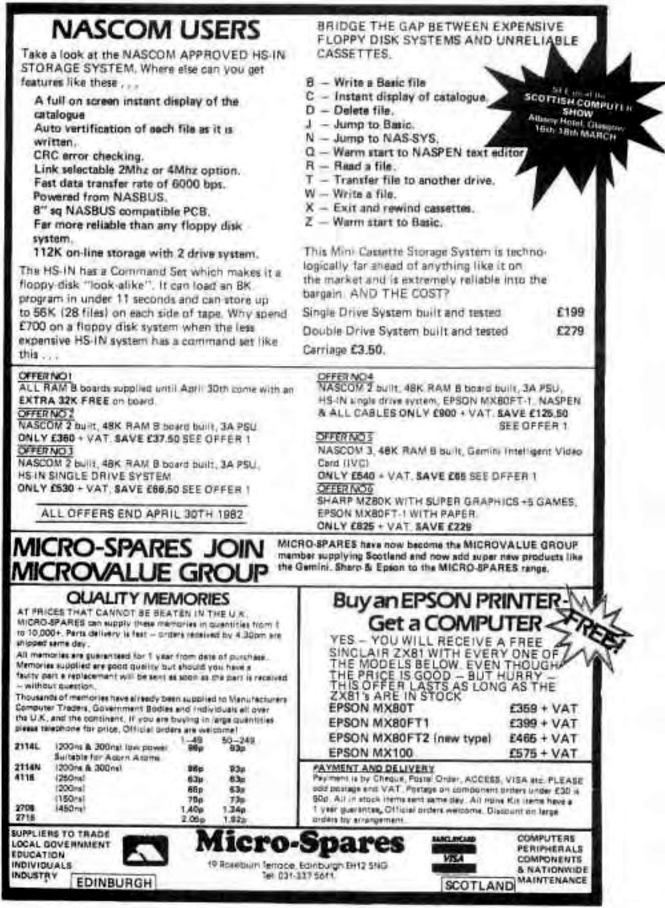 NASCOM USERS
Take a look at the NASCOM APPROVED HS-IN
STORAGE SYSTEM. Where else can you get
features like these . . .
A full on screen instant display of the
catalogue
Auto vertification of each file as it is
written.
CRC error checking.
Link selectable 2Mhz or 4Mhz option.
Fast data transfer rate of 6000 bps.
Powered from NASBUS.
8" sq NASBUS compatible PCB.
Far more reliable than any floppy disk
system.
112K on-line storage with 2 drive system.
The HS-IN has a Command Set which makes it a
floppy-disk "look-alike". It can load an 8K
program in under 11 seconds and can store up
to 56K (28 files) on each side of tape. Why spend
£700 on a floppy disk system when the less
expensive HS-IN system has a command set like
this . . .
BRIDGE THE GAP BETWEEN EXPENSIVE
FLOPPY DISK SYSTEMS AND UNRELIABLE
CASSETTES.
B – Write a Basic file
C – Instant display of catalogue.
D – Delete file.
J – Jump to Basic.
N – Jump to NAS-SYS.
Q – Warm start to NASPEN text editor
R – Read a file.
T – Transfer file to another drive.
W – Write a file.
X – Exit and rewind cassettes.
Z – Warm start to Basic.
SEE us at the
SCOTTISH COMPUTER
SHOW
Albany Hotel, Glasgow
16th-18th MARCH
This Mini Cassette Storage System is techno-
logically far ahead of anything like it on
the market and is extremely reliable into the
bargain. AND THE COST?
Single Drive System built and tested £199
Double Drive System built and tested £279
Carriage £3.50.
OFFER NO 1
ALL RAM B boards supplied until April 30th come with an
EXTRA 32K FREE on board.
OFFER NO 2
NASCOM 2 built, 48K RAM B board built, 3A PSU
ONLY £360 + VAT. SAVE £37.50 SEE OFFER 1
OFFER NO 3
NASCOM 2 built, 48K RAM B board built, 3A PSU,
HS-IN SINGLE DRIVE SYSTEM
ONLY £530 + VAT. SAVE £66.50 SEE OFFER 1
ALL OFFERS END APRIL 30TH 1982
OFFER NO 4
NASCOM 2 built, 48K RAM B board built, 3A PSU,
HS-IN single drive system, EPSON MX80FT-1. NASPEN
& ALL CABLES ONLY £900 + VAT. SAVE £125.50
SEE OFFER 1
OFFER NO 5
NASCOM 3, 48K RAM B built, Gemini Intelligent Video
Card (IVC)
ONLY £540 + VAT. SAVE £65 SEE OFFER 1
OFFER NO 6
SHARP MZ80K WITH SUPER GRAPHICS +5 GAMES,
EPSON MX80FT-1 WITH PAPER.
ONLY £825 + VAT. SAVE £229
MICRO-SPARES JOIN
MICROVALUE GROUP
MICRO-SPARES have now become the MICROVALUE GROUP
member supplying Scotland and now add super new products like
the Gemini, Sharp & Epson to the MICRO-SPARES range.
QUALITY MEMORIES
AT PRICES THAT CANNOT BE BEATEN IN THE U.K.
MICRO-SPARES can supply these memories in quantities from 1
to 10,000+. Parts delivery is fast – orders received by 4.30pm are
shipped same day.
All memories are guaranteed for 1 year from date of purchase.
Memories supplied are good quality but should you have a
faulty part a replacement will be sent as soon as the part is received
– without question.
Thousands of memories have already been supplied to Manufacturers
Computer Traders, Government Bodies and individuals all over
the U.K. and the continent. If you are buying in large quantities
please telephone for price. Official orders are welcome!
1–49 50–249
2114L (200ns & 300ns) low power 98p 93p
Suitable for Acorn Atoms
2114N (200ns & 300ns) 98p 93p
4116 (250ns) 63p
(200ns)
(150ns)
2708 (450ns) 1.40p 1.34p
2716 2.06p 1.92p
Buy an EPSON PRINTER-
Get a COMPUTER
FREE!
YES – YOU WILL RECEIVE A FREE
SINCLAIR ZX81 WITH EVERY ONE OF
THE MODELS BELOW. EVEN THOUGH
THE PRICE IS GOOD – BUT HURRY –
THIS OFFER LASTS AS LONG AS THE
ZX81's ARE IN STOCK
EPSON MX80T £359 + VAT
EPSON MX80FT1 £399 + VAT
EPSON MX80FT2 (new type) £465 + VAT
EPSON MX100 £575 + VAT
PAYMENT AND DELIVERY
Payment is by Cheque, Postal Order, ACCESS, VISA etc. PLEASE
add postage and VAT. Postage on component orders under £30 is
50p. All in stock items sent same day. All none Kit items have a
1 year guarantee, Official orders welcome. Discount on large
orders by arrangement.
SUPPLIERS TO TRADE
LOCAL GOVERNMENT
EDUCATION
INDIVIDUALS
INDUSTRY
EDINBURGH
Micro-Spares
19 Roseburn Terrace, Edinburgh EH12 5NG
Tel: 031-337 5611
BARCLAYCARD
VISA
SCOTLAND
COMPUTERS
PERIPHERALS
COMPONENTS
& NATIONWIDE
MAINTENANCE